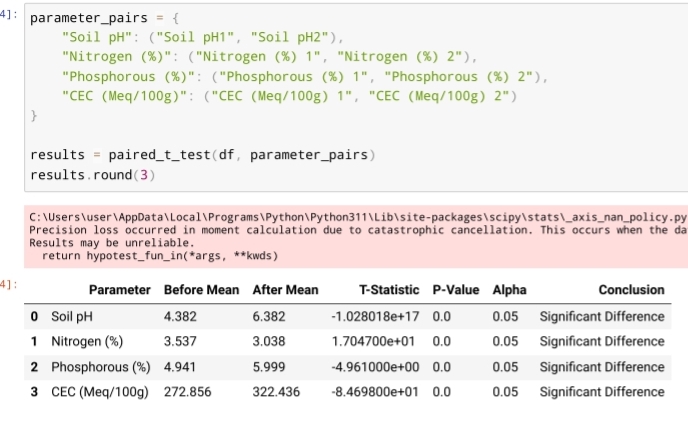 4]:
parameter_pairs = {
"Soil pH": ("Soil pH1", "Soil pH2"),
"Nitrogen (%)": ("Nitrogen (%) 1", "Nitrogen (%) 2"),
"Phosphorous (%)": ("Phosphorous (%) 1", "Phosphorous (%) 2"),
"CEC (Meq/100g)": ("CEC (Meq/100g) 1", "CEC (Meq/100g) 2")
}
results = paired_t_test(df, parameter_pairs)
results.round(3)
C:\Users\user\AppData\Local\Programs\Python\Python311\Lib\site-packages\scipy\stats\_axis_nan_policy.py
Precision loss occurred in moment calculation due to catastrophic cancellation. This occurs when the da
Results may be unreliable.
return hypotest_fun_in(*args, **kwds)
4]:
Parameter Before Mean After Mean T-Statistic P-Value Alpha Conclusion
0 Soil pH 4.382 6.382 -1.028018e+17 0.0 0.05 Significant Difference
1 Nitrogen (%) 3.537 3.038 1.704700e+01 0.0 0.05 Significant Difference
2 Phosphorous (%) 4.941 5.999 -4.961000e+00 0.0 0.05 Significant Difference
3 CEC (Meq/100g) 272.856 322.436 -8.469800e+01 0.0 0.05 Significant Difference